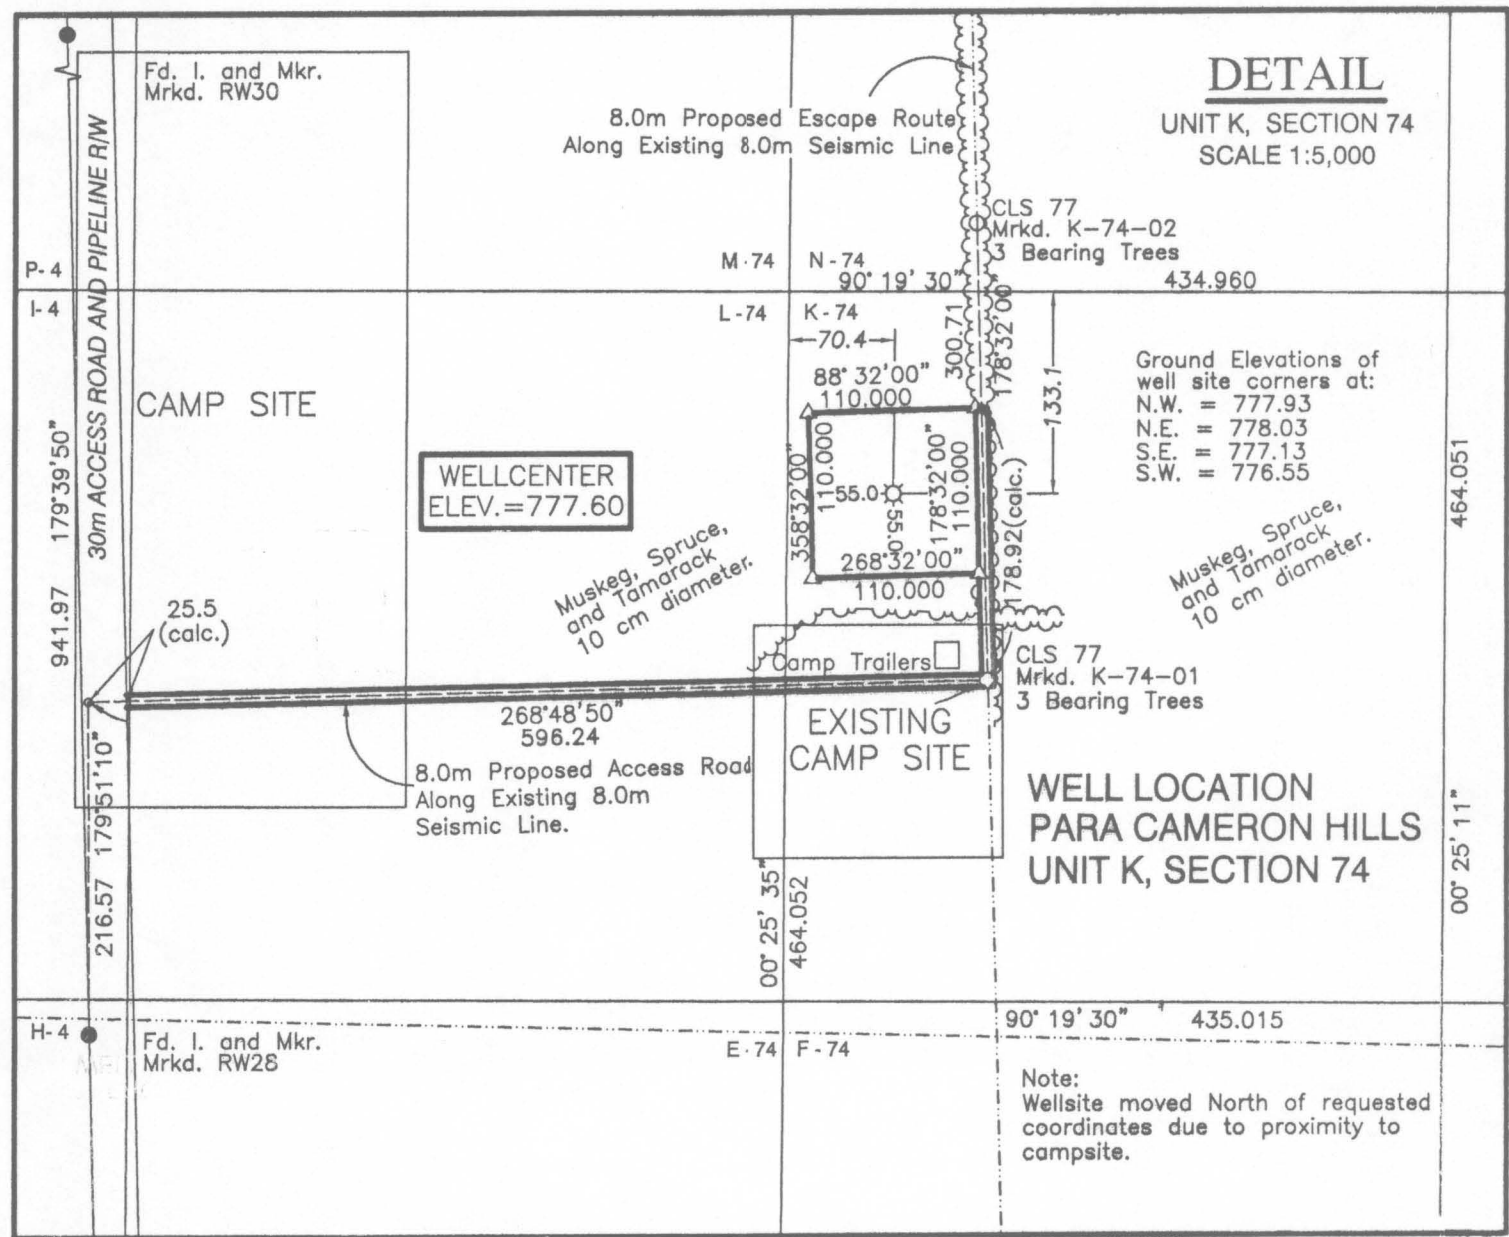 DETAIL
UNIT K, SECTION 74
SCALE 1:5,000
Fd. I. and Mkr.
Mrkd. RW30
30m ACCESS ROAD AND PIPELINE R/W
8.0m Proposed Escape Route
Along Existing 8.0m Seismic Line
CLS 77
Mrkd. K-74-02
3 Bearing Trees
P-4
M-74
N-74
90° 19' 30"
434.960
I-4
L-74
K-74
70.4
300.71
178°32'00"
133.1
88° 32'00"
110.000
Ground Elevations of
well site corners at:
N.W. = 777.93
N.E. = 778.03
S.E. = 777.13
S.W. = 776.55
CAMP SITE
941.97 179°39'50"
WELLCENTER
ELEV.=777.60
358°32'00"
110.000
55.0
55.0
178°32'00"
110.000
178.92(calc.)
268°32'00"
110.000
464.051
00° 25' 11"
Muskeg, Spruce,
and Tamarack
10 cm diameter.
Muskeg, Spruce,
and Tamarack
10 cm diameter.
25.5
(calc.)
Camp Trailers
CLS 77
Mrkd. K-74-01
3 Bearing Trees
268°48'50"
596.24
EXISTING
CAMP SITE
216.57 179°51'10"
8.0m Proposed Access Road
Along Existing 8.0m
Seismic Line.
WELL LOCATION
PARA CAMERON HILLS
UNIT K, SECTION 74
00° 25' 35"
464.052
90° 19' 30"
435.015
H-4
Fd. I. and Mkr.
Mrkd. RW28
E-74
F-74
Note:
Wellsite moved North of requested
coordinates due to proximity to
campsite.